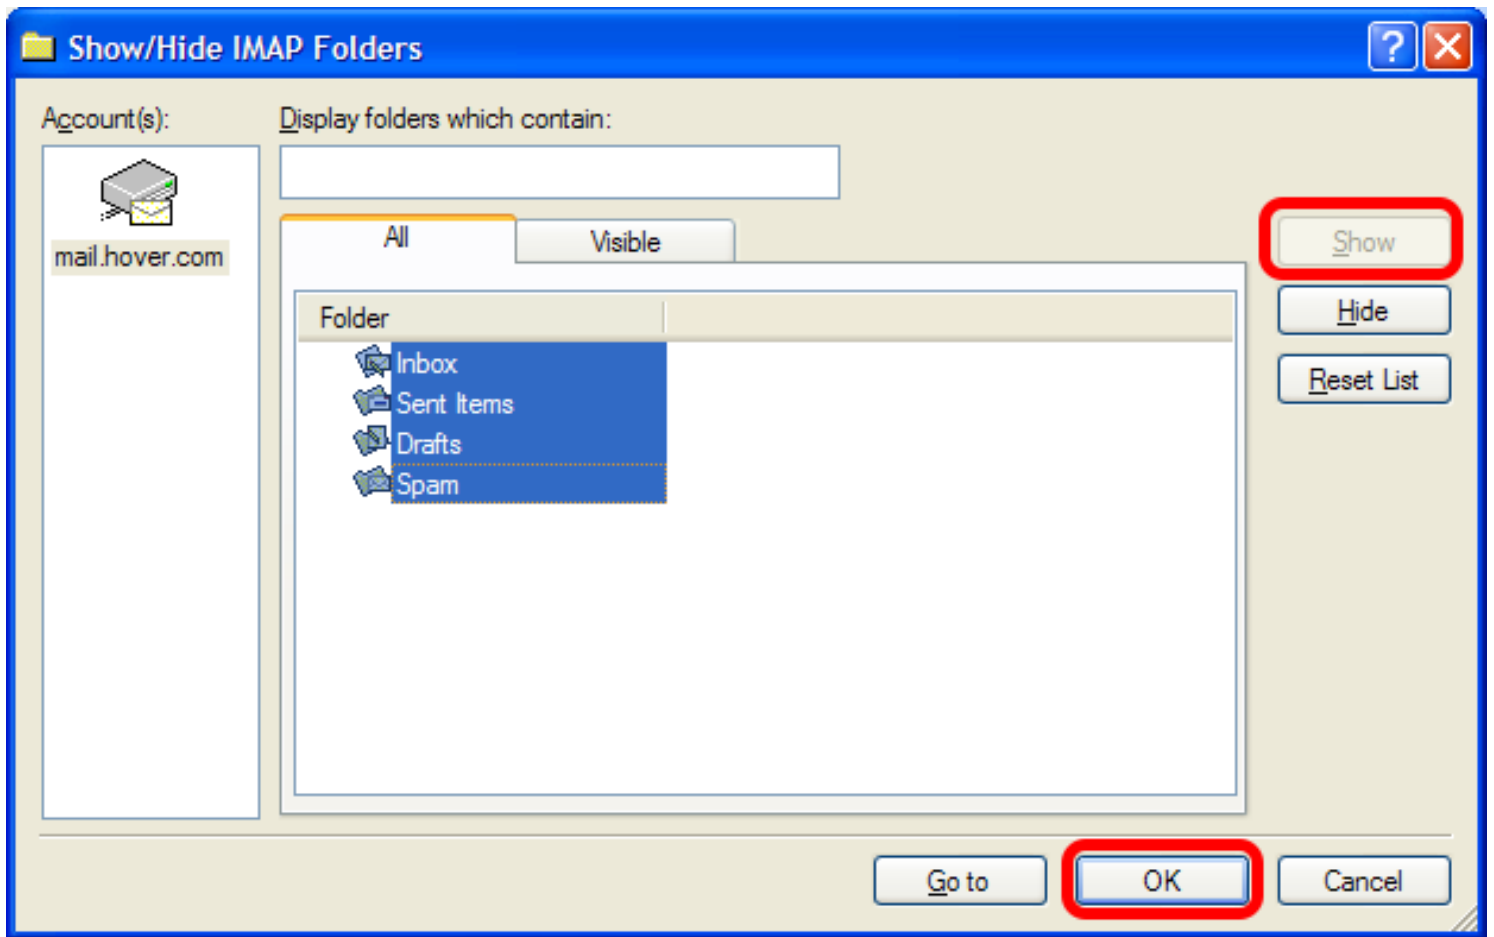 Show/Hide IMAP Folders
?
Account(s):
Display folders which contain:
mail.hover.com
All
Visible
Show
Hide
Reset List
Folder
Inbox
Sent Items
Drafts
Spam
Go to
OK
Cancel